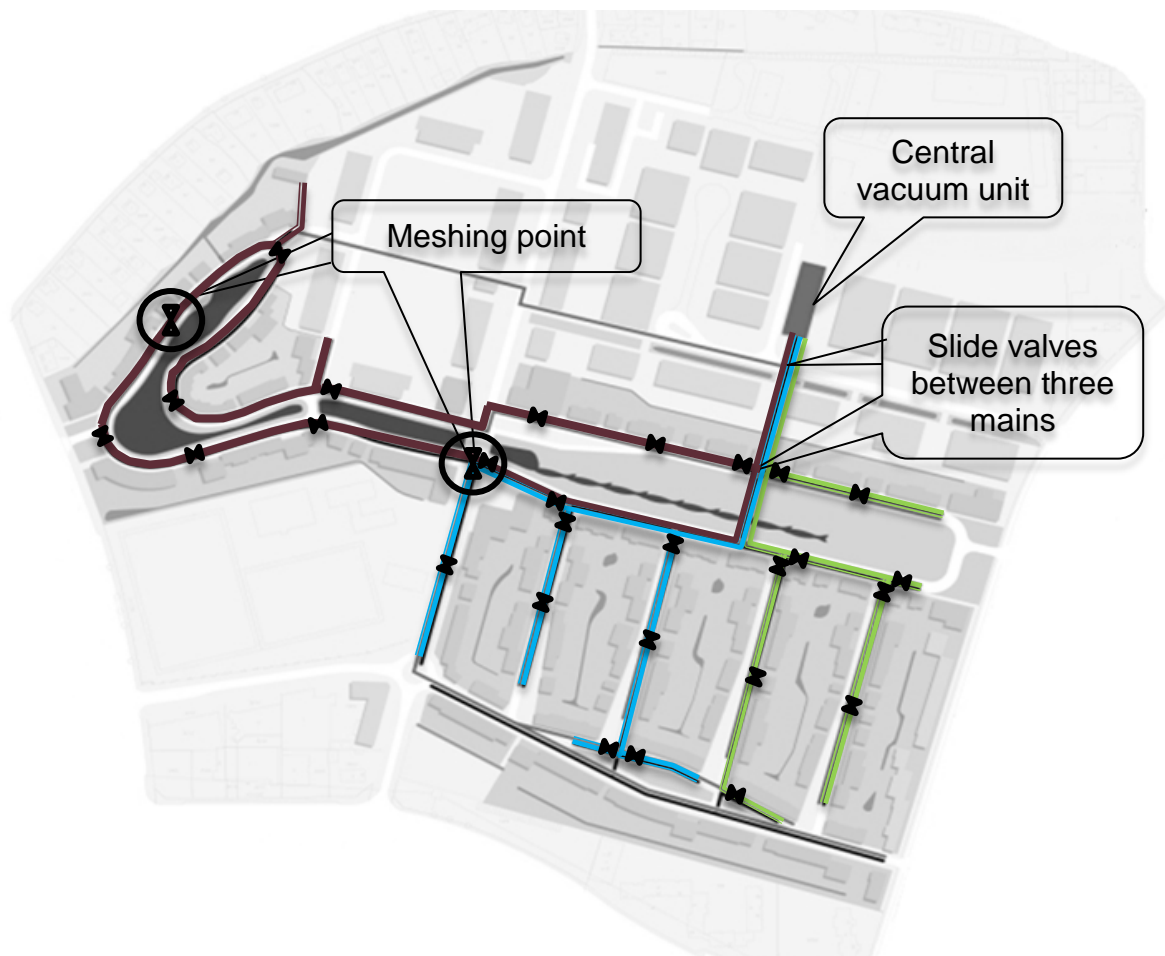 Central
vacuum unit
Meshing point
Slide valves
between three
mains